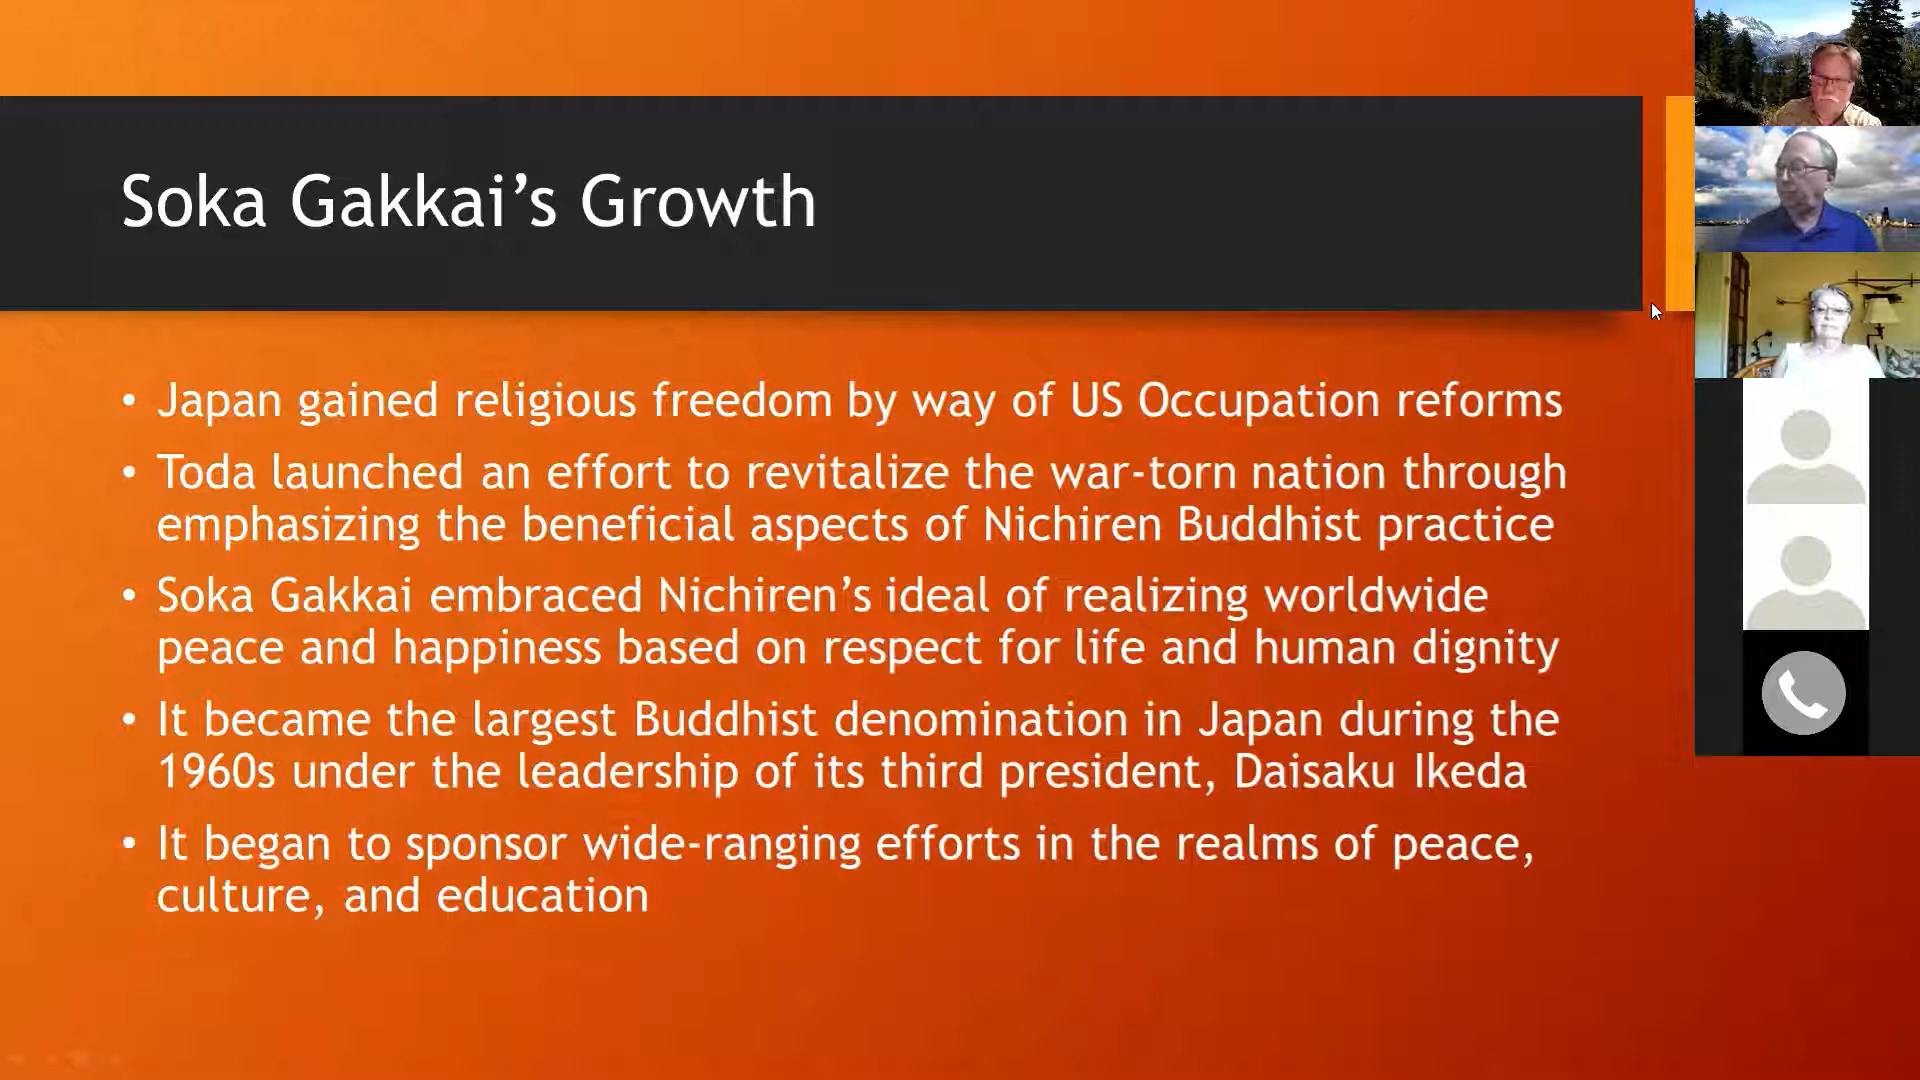 Soka Gakkai’s Growth
• Japan gained religious freedom by way of US Occupation reforms
• Toda launched an effort to revitalize the war-torn nation through
emphasizing the beneficial aspects of Nichiren Buddhist practice
• Soka Gakkai embraced Nichiren’s ideal of realizing worldwide
peace and happiness based on respect for life and human dignity
• It became the largest Buddhist denomination in Japan during the
1960s under the leadership of its third president, Daisaku Ikeda
• It began to sponsor wide-ranging efforts in the realms of peace,
culture, and education